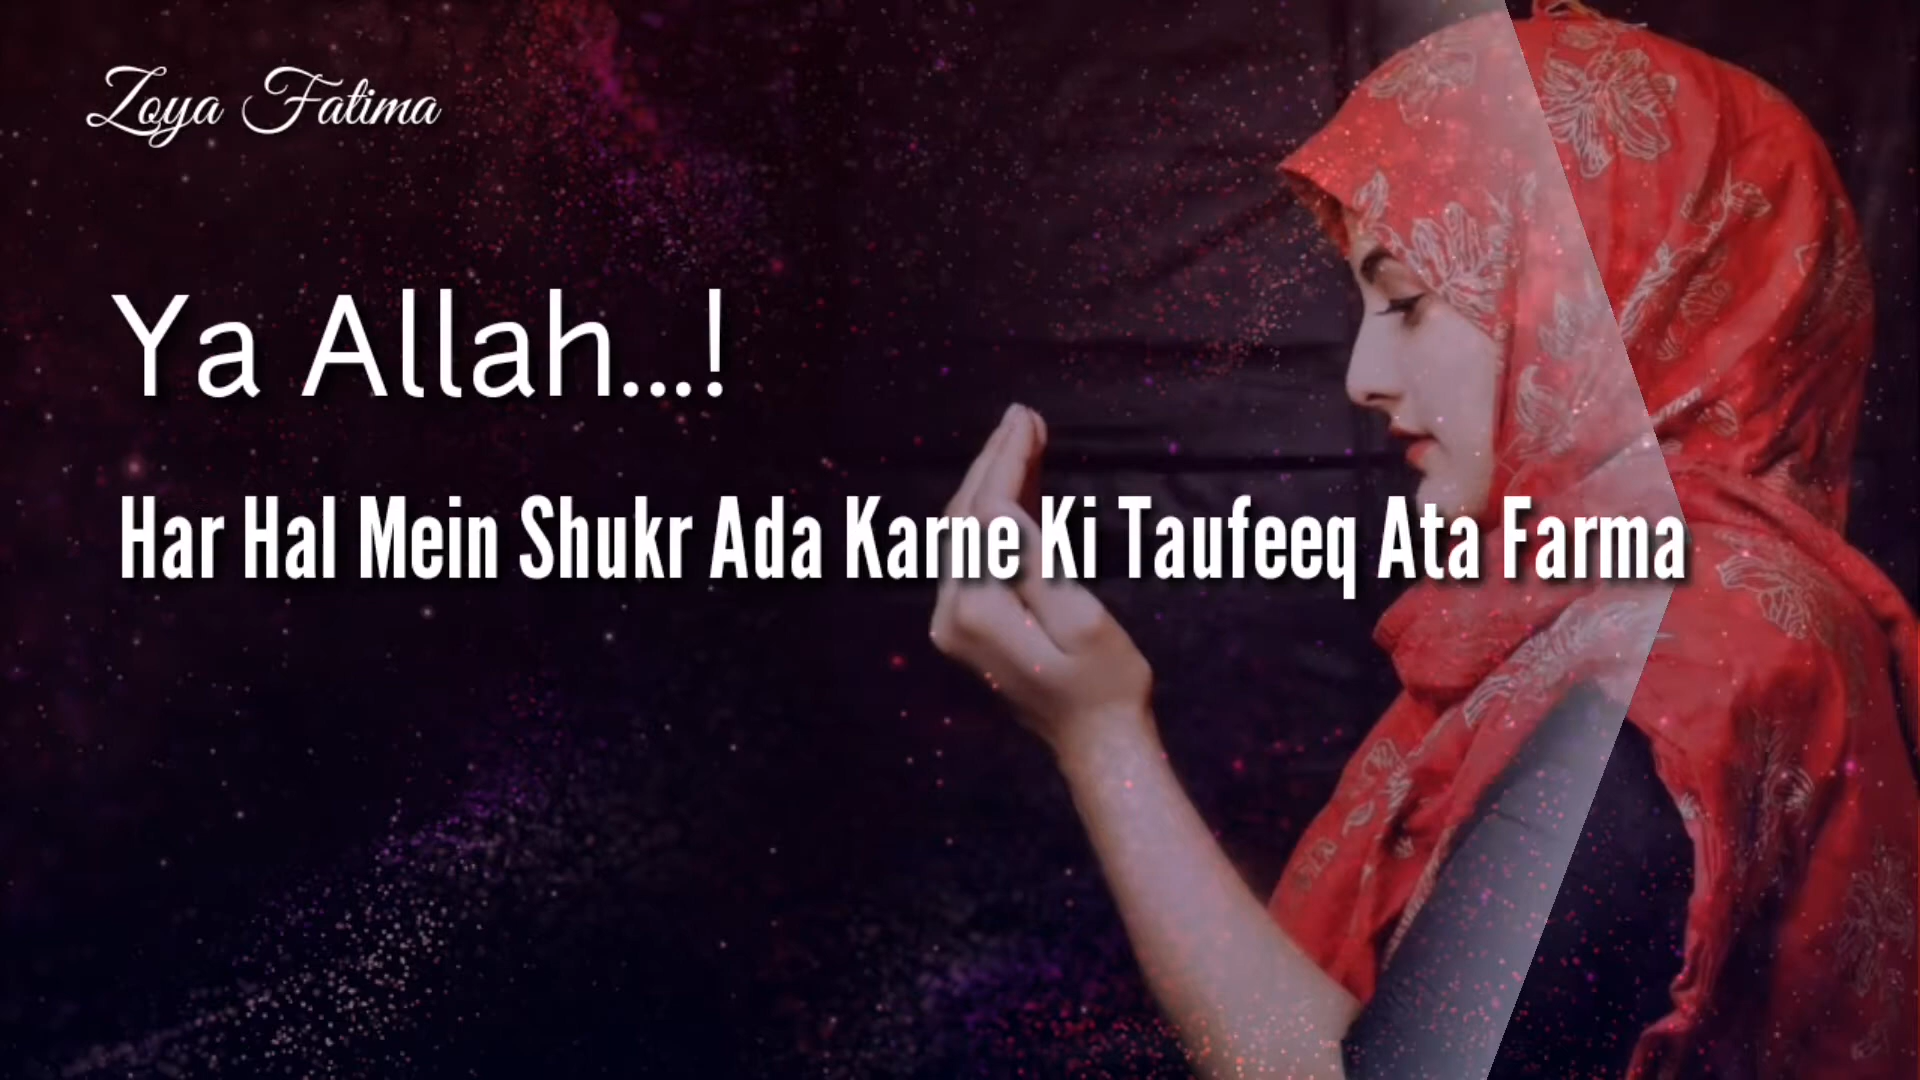 Zoya Fatima
Ya Allah...!
Har Hal Mein Shukr Ada Karne Ki Taufeeq Ata Farma